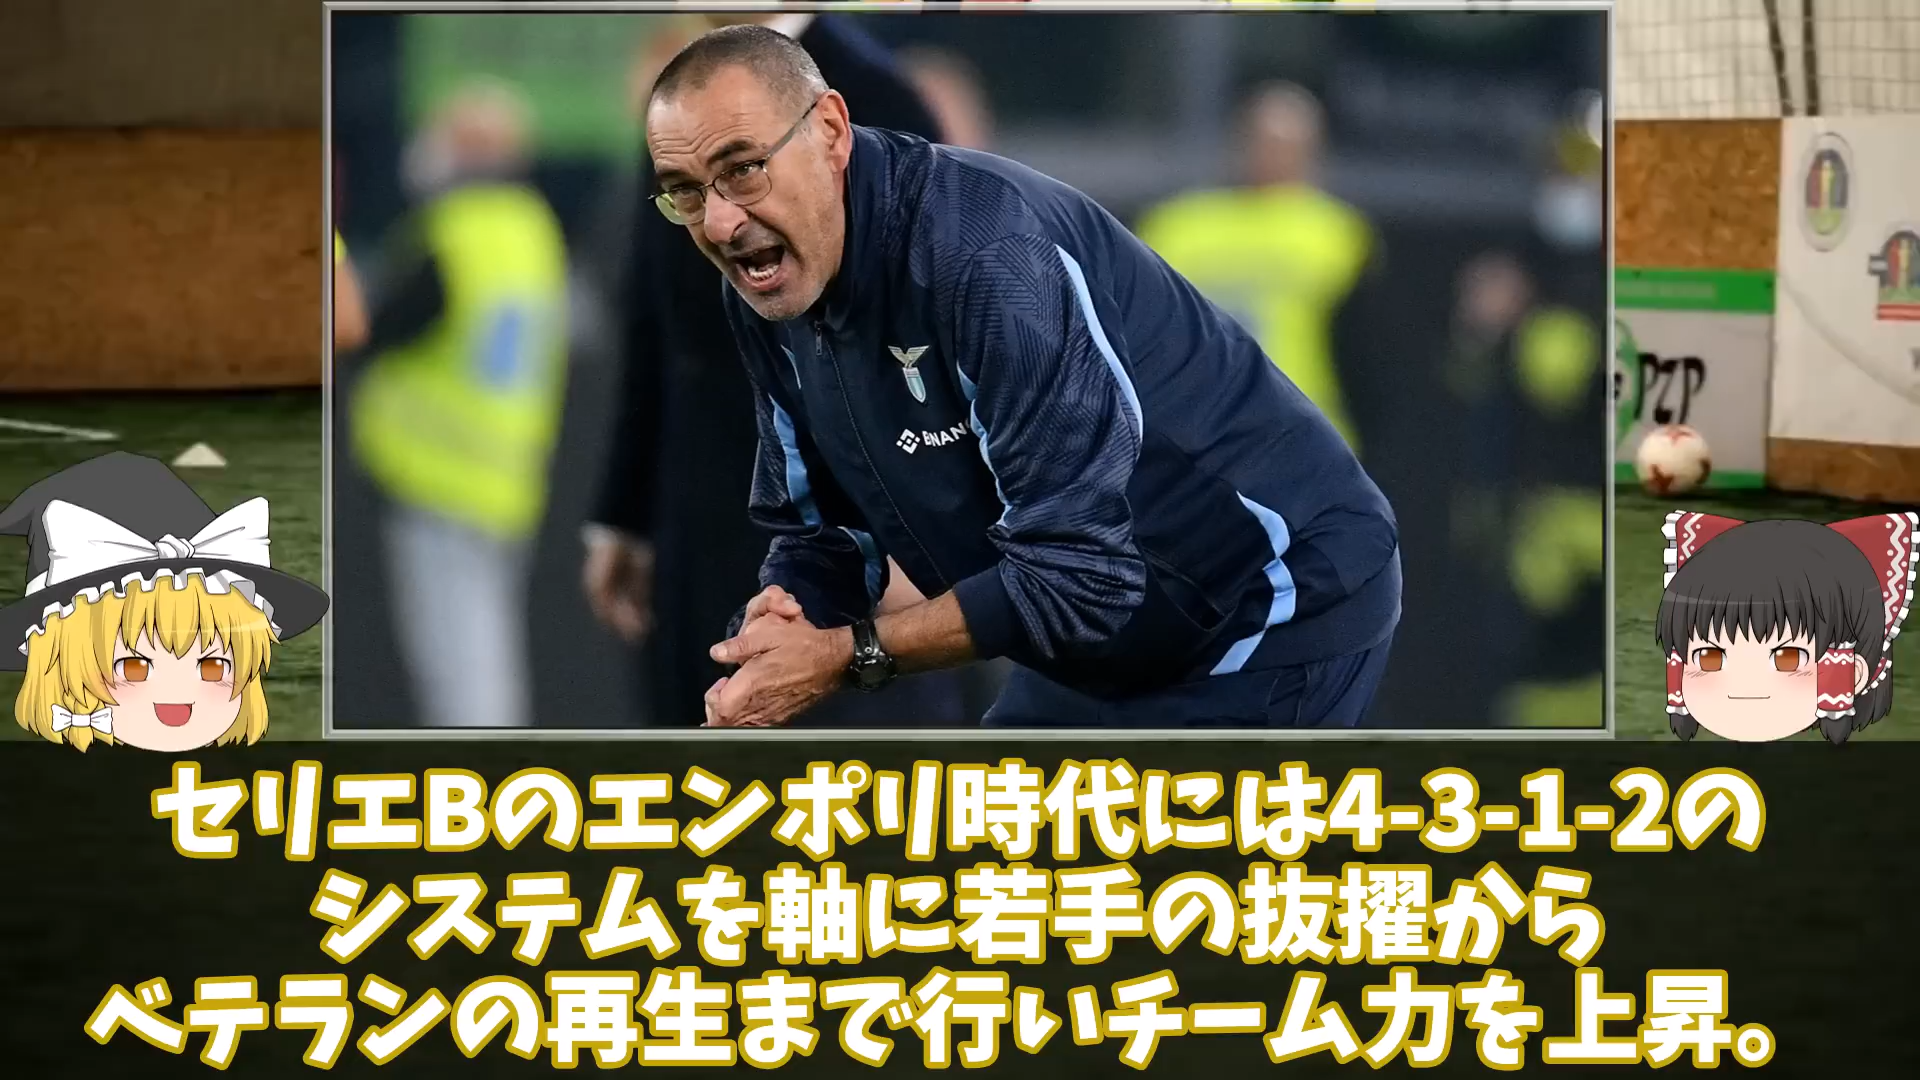 BINANC
PZP
セリエBのエンポリ時代には4-3-1-2の
システムを軸に若手の抜擢から
ベテランの再生まで行いチーム力を上昇。